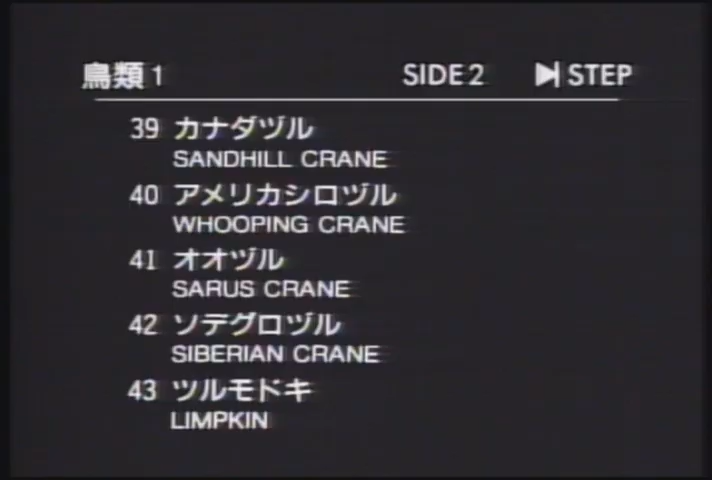 鳥類1 SIDE2 ▶| STEP
39 カナダヅル
SANDHILL CRANE
40 アメリカシロヅル
WHOOPING CRANE
41 オオヅル
SARUS CRANE
42 ソデグロヅル
SIBERIAN CRANE
43 ツルモドキ
LIMPKIN